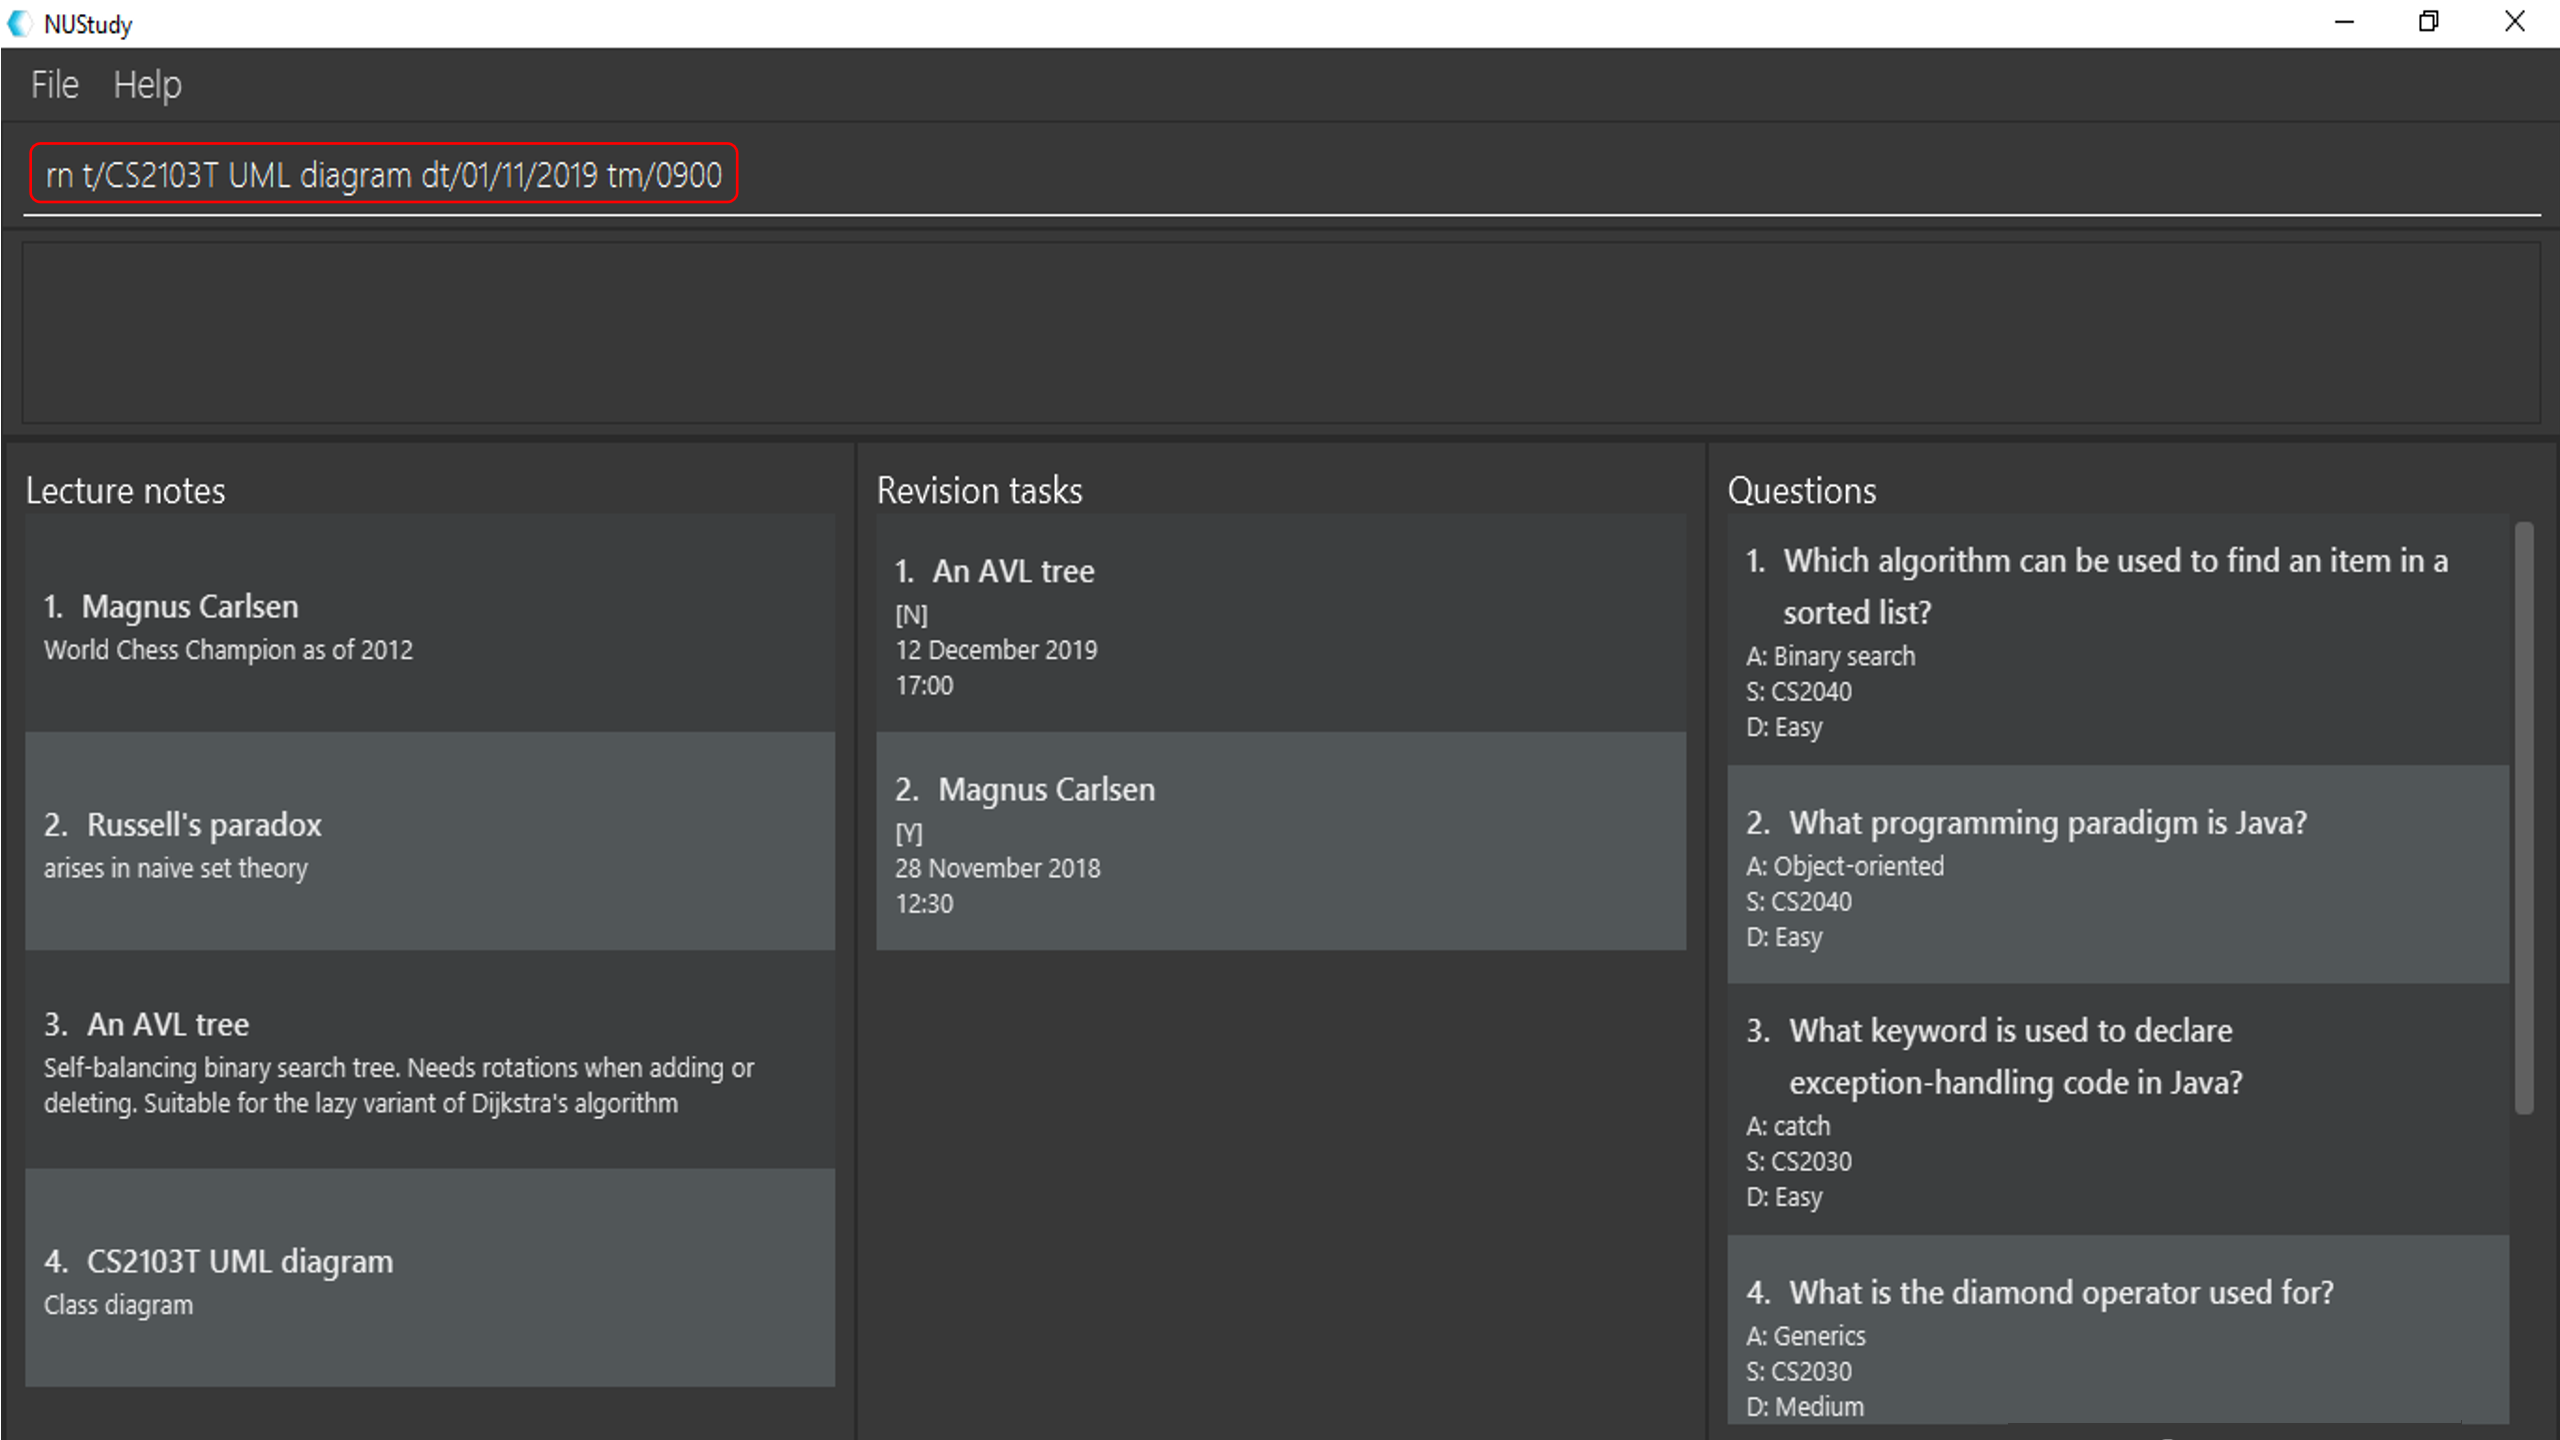 NUStudy
File Help
rn t/CS2103T UML diagram dt/01/11/2019 tm/0900
Lecture notes
1. Magnus Carlsen
World Chess Champion as of 2012
2. Russell's paradox
arises in naive set theory
3. An AVL tree
Self-balancing binary search tree. Needs rotations when adding or
deleting. Suitable for the lazy variant of Dijkstra's algorithm
4. CS2103T UML diagram
Class diagram
Revision tasks
1. An AVL tree
[N]
12 December 2019
17:00
2. Magnus Carlsen
[Y]
28 November 2018
12:30
Questions
1. Which algorithm can be used to find an item in a
sorted list?
A: Binary search
S: CS2040
D: Easy
2. What programming paradigm is Java?
A: Object-oriented
S: CS2040
D: Easy
3. What keyword is used to declare
exception-handling code in Java?
A: catch
S: CS2030
D: Easy
4. What is the diamond operator used for?
A: Generics
S: CS2030
D: Medium